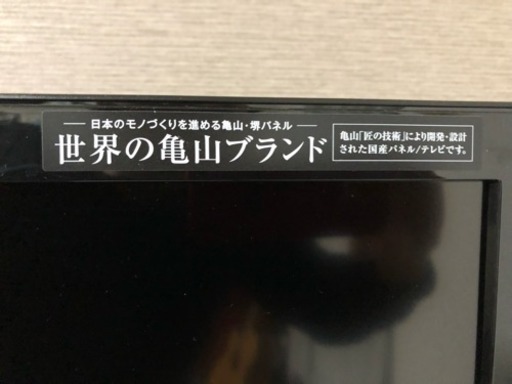 日本のモノづくりを進める亀山・堺パネル
世界の亀山ブランド
亀山「匠の技術」により開発・設計
された国産パネル/テレビです。